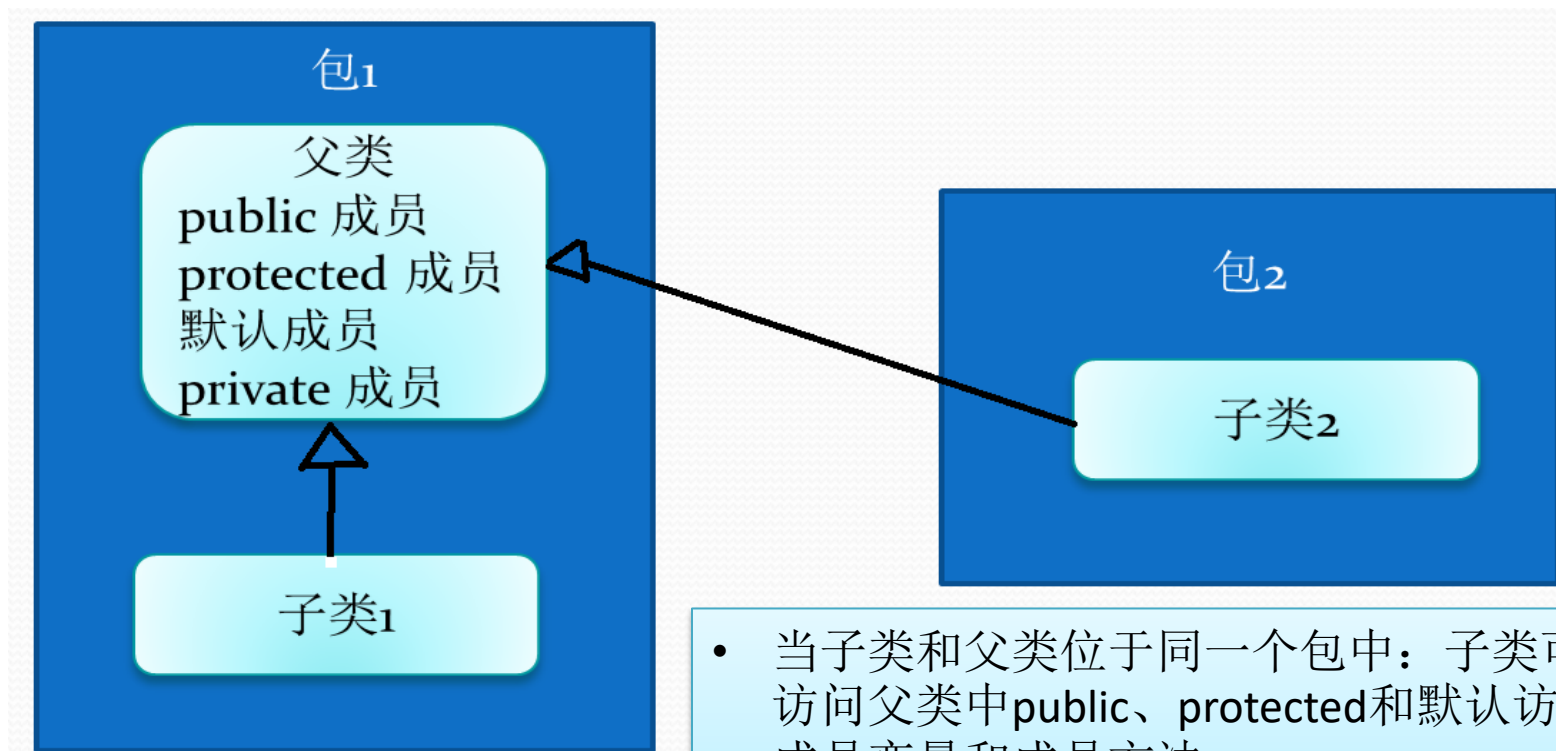 包1
父类
public 成员
protected 成员
默认成员
private 成员
子类1
包2
子类2
• 当子类和父类位于同一个包中：子类
访问父类中public、protected和默认访